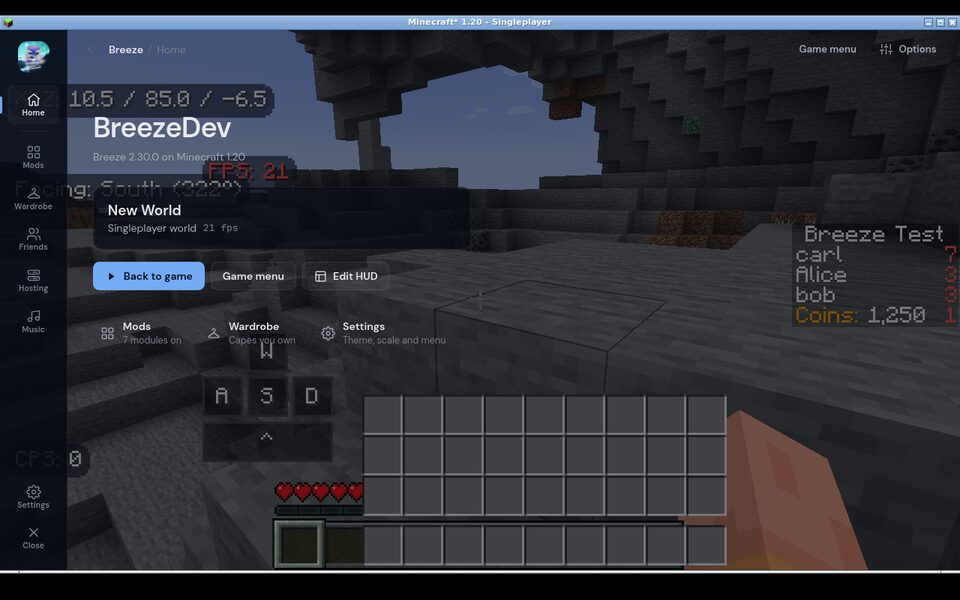 Minecraft* 1.20 - Singleplayer
Breeze / Home
Game menu
Options
Home
10.5 / 85.0 / -6.5
BreezeDev
Breeze 2.30.0 on Minecraft 1.20
FPS: 21
Mods
Facing: South (322°)
Wardrobe
New World
Singleplayer world 21 fps
Friends
Breeze Test
carl 7
Alice 3
bob 3
Coins: 1,250 1
Back to game
Game menu
Edit HUD
Hosting
Music
Mods
7 modules on
Wardrobe
Capes you own
Settings
Theme, scale and menu
W
A S D
^
CPS: 0
Settings
Close